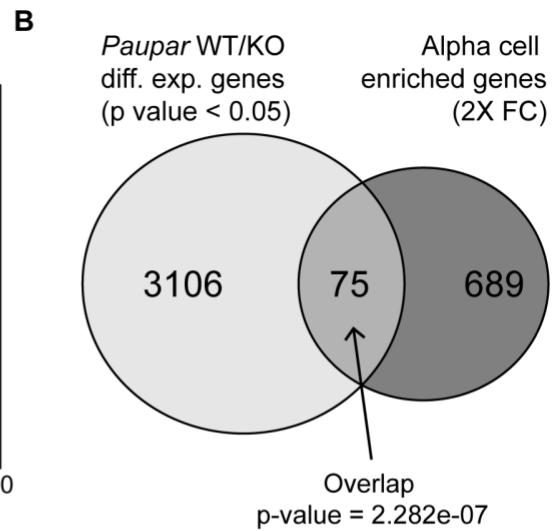 B
Paupar WT/KO
diff. exp. genes
(p value < 0.05)
Alpha cell
enriched genes
(2X FC)
3106
75
689
0
Overlap
p-value = 2.282e-07